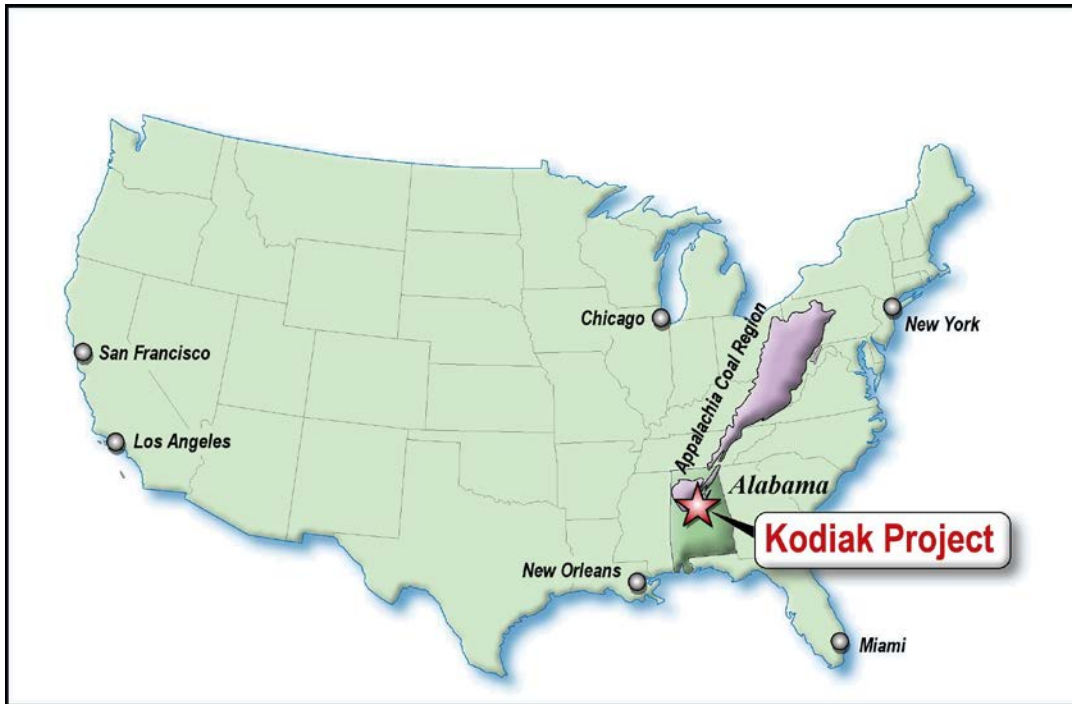 Chicago
New York
San Francisco
Appalachia Coal Region
Los Angeles
Alabama
Kodiak Project
New Orleans
Miami